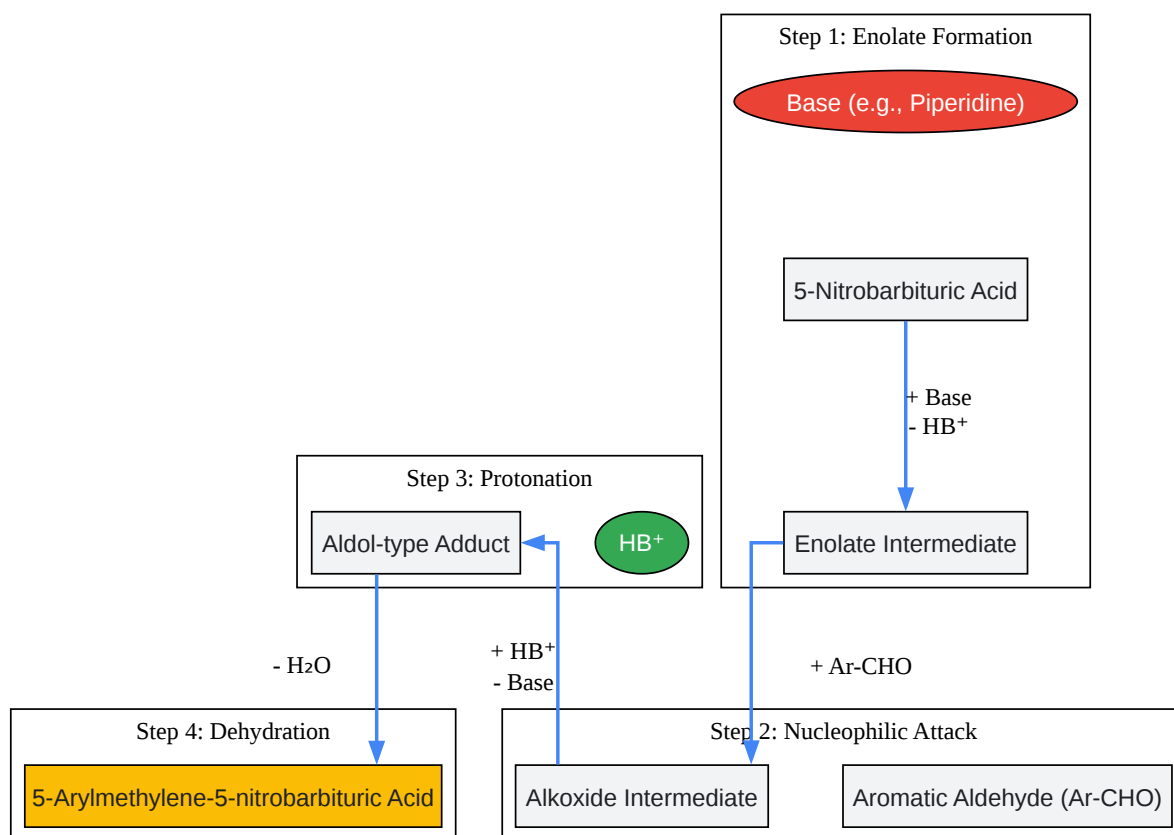 Step 1: Enolate Formation
Base (e.g., Piperidine)
5-Nitrobarbituric Acid
+ Base
- HB⁺
Enolate Intermediate
Step 3: Protonation
Aldol-type Adduct
HB⁺
- H₂O
+ HB⁺
- Base
+ Ar-CHO
Step 4: Dehydration
5-Arylmethylene-5-nitrobarbituric Acid
Step 2: Nucleophilic Attack
Alkoxide Intermediate
Aromatic Aldehyde (Ar-CHO)